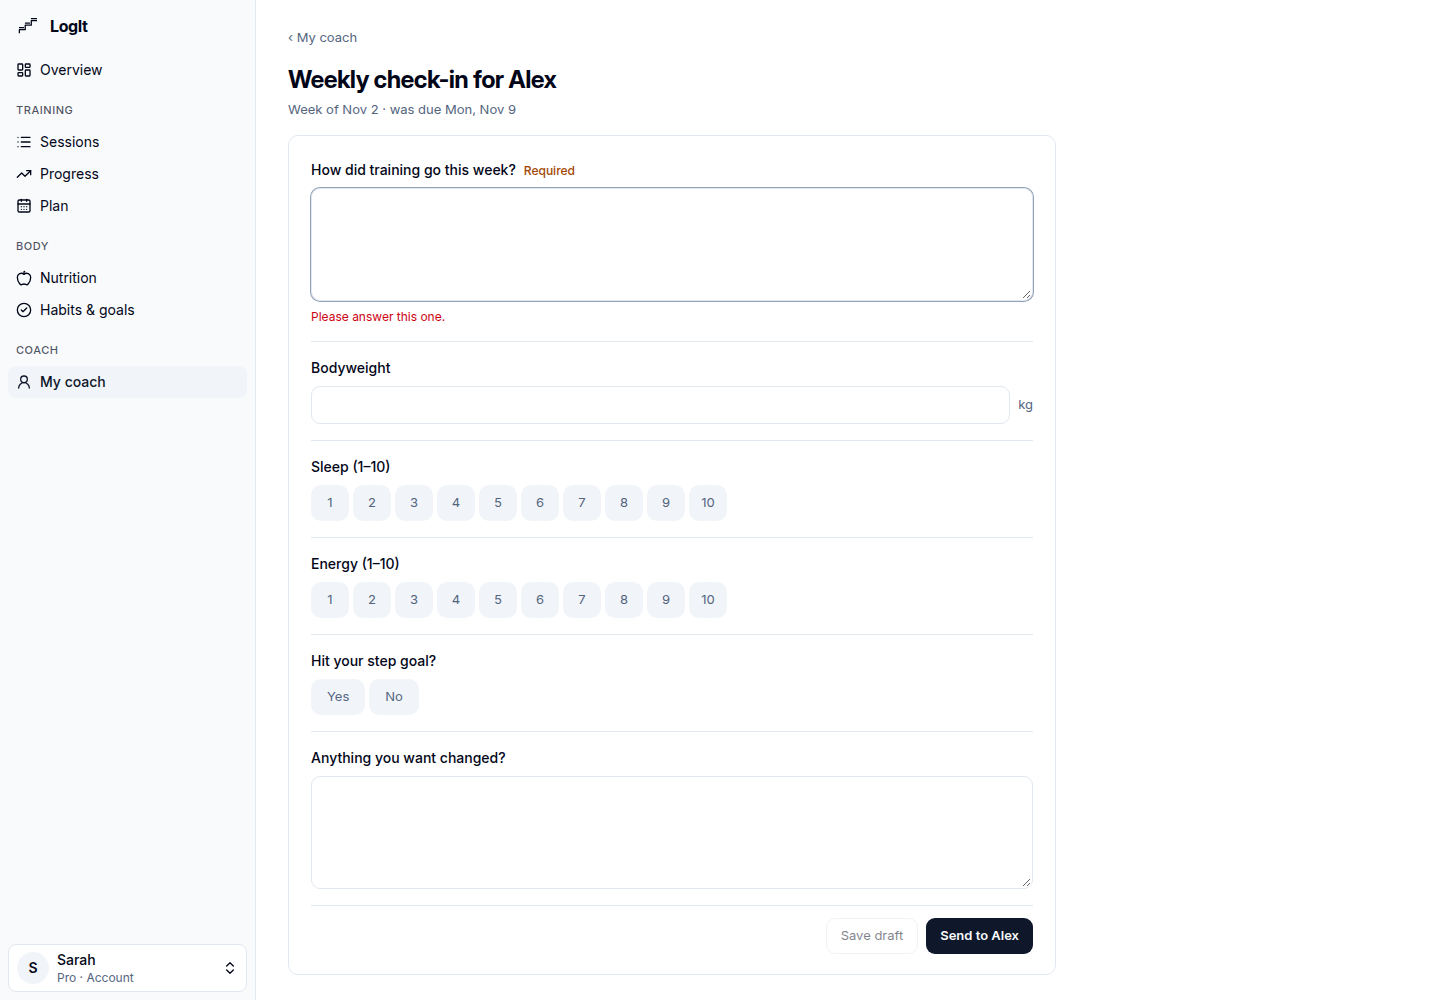 LogIt
Overview
TRAINING
Sessions
Progress
Plan
BODY
Nutrition
Habits & goals
COACH
My coach
S
Sarah
Pro · Account
‹ My coach
Weekly check-in for Alex
Week of Nov 2 · was due Mon, Nov 9
How did training go this week? Required
Please answer this one.
Bodyweight
kg
Sleep (1–10)
1 2 3 4 5 6 7 8 9 10
Energy (1–10)
1 2 3 4 5 6 7 8 9 10
Hit your step goal?
Yes No
Anything you want changed?
Save draft Send to Alex